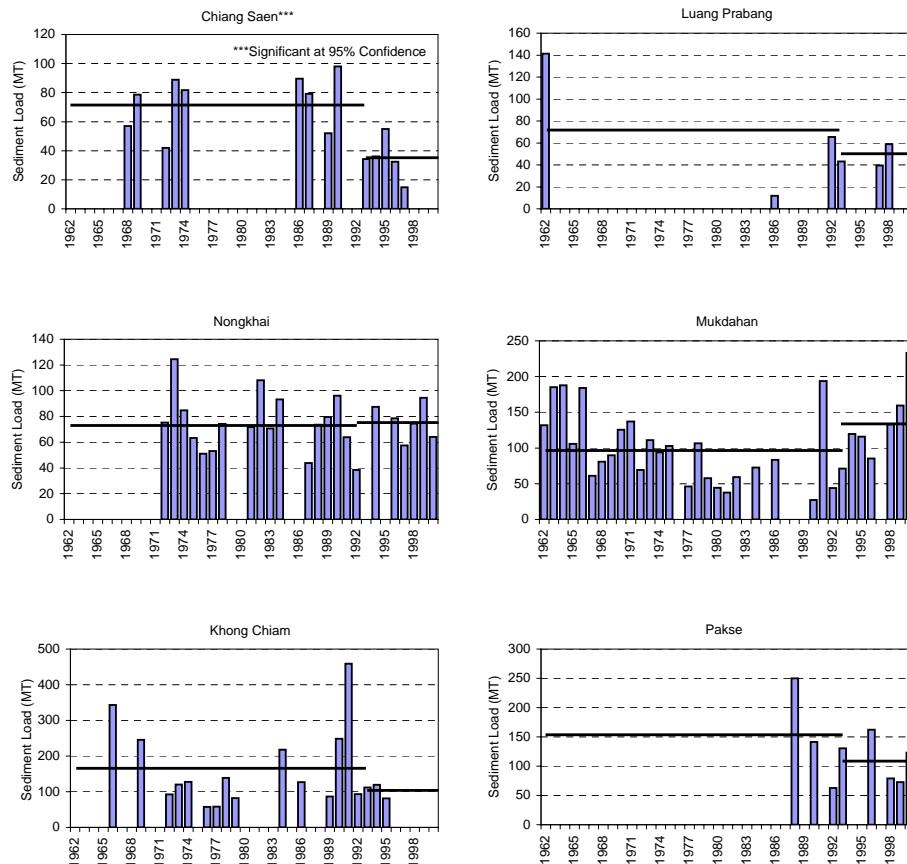 Chiang Saen***
***Significant at 95% Confidence
Sediment Load (MT)
120
100
80
60
40
20
0
1962 1965 1968 1971 1974 1977 1980 1983 1986 1989 1992 1995 1998
Luang Prabang
Sediment Load (MT)
160
140
120
100
80
60
40
20
0
1962 1965 1968 1971 1974 1977 1980 1983 1986 1989 1992 1995 1998
Nongkhai
Sediment Load (MT)
140
120
100
80
60
40
20
0
1962 1965 1968 1971 1974 1977 1980 1983 1986 1989 1992 1995 1998
Mukdahan
Sediment Load (MT)
250
200
150
100
50
0
1962 1965 1968 1971 1974 1977 1980 1983 1986 1989 1992 1995 1998
Khong Chiam
Sediment Load (MT)
500
400
300
200
100
0
1962 1965 1968 1971 1974 1977 1980 1983 1986 1989 1992 1995 1998
Pakse
Sediment Load (MT)
300
250
200
150
100
50
0
1962 1965 1968 1971 1974 1977 1980 1983 1986 1989 1992 1995 1998